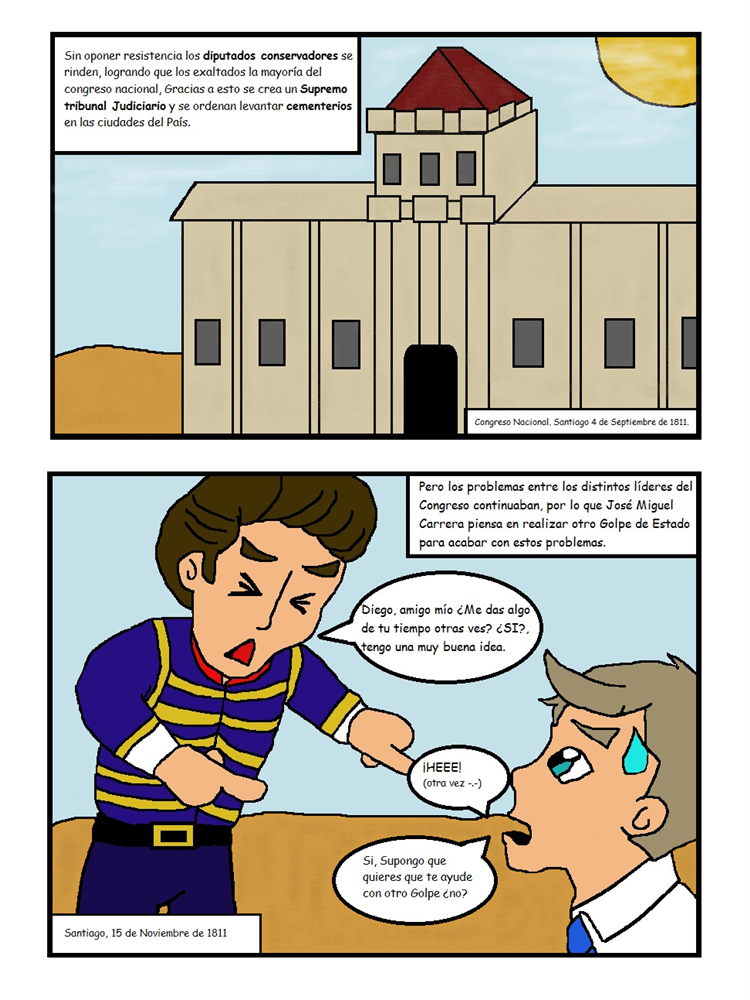 Sin oponer resistencia los diputados conservadores se
rinden, logrando que los exaltados la mayoría del
congreso nacional, Gracias a esto se crea un Supremo
tribunal Judiciario y se ordenan levantar cementerios
en las ciudades del País.
Congreso Nacional, Santiago 4 de Septiembre de 1811.
Pero los problemas entre los distintos líderes del
Congreso continuaban, por lo que José Miguel
Carrera piensa en realizar otro Golpe de Estado
para acabar con estos problemas.
Diego, amigo mío ¿Me das algo
de tu tiempo otras ves? ¿SI?,
tengo una muy buena idea.
¡HEEE!
(otra vez -.-)
Si, Supongo que
quieres que te ayude
con otro Golpe ¿no?
Santiago, 15 de Noviembre de 1811